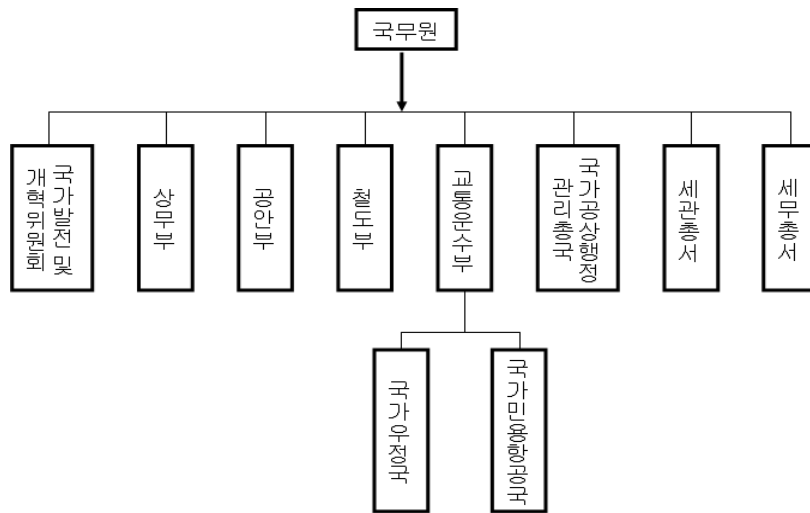 국무원
국가발전 및
개혁위원회
상무부
공안부
철도부
교통운수부
국가공상행정
관리총국
세관총서
세무총서
국가우정국
국가민용항공국